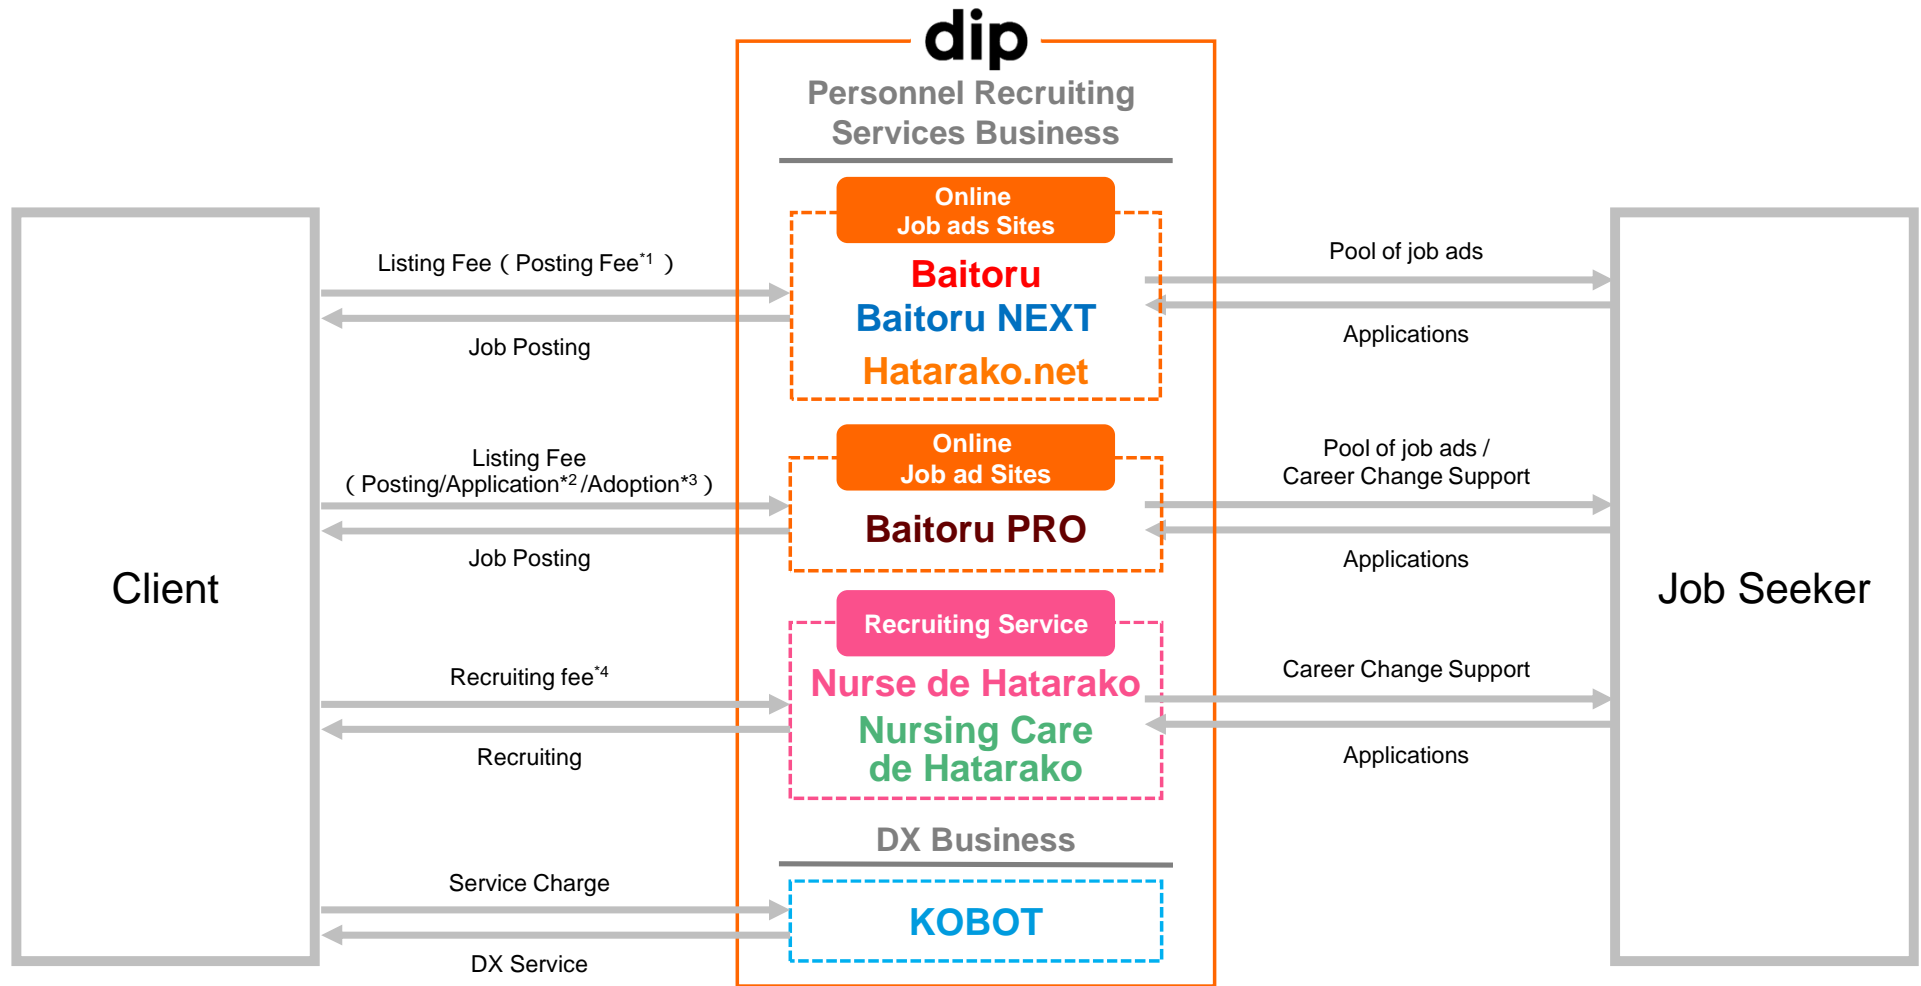 dip
Personnel Recruiting
Services Business
Online
Job ads Sites
Baitoru
Baitoru NEXT
Hatarako.net
Listing Fee ( Posting Fee*1 )
Job Posting
Pool of job ads
Applications
Online
Job ad Sites
Baitoru PRO
Listing Fee
( Posting/Application*2 /Adoption*3 )
Job Posting
Pool of job ads /
Career Change Support
Applications
Client
Job Seeker
Recruiting Service
Nurse de Hatarako
Nursing Care
de Hatarako
Recruiting fee*4
Recruiting
Career Change Support
Applications
DX Business
KOBOT
Service Charge
DX Service